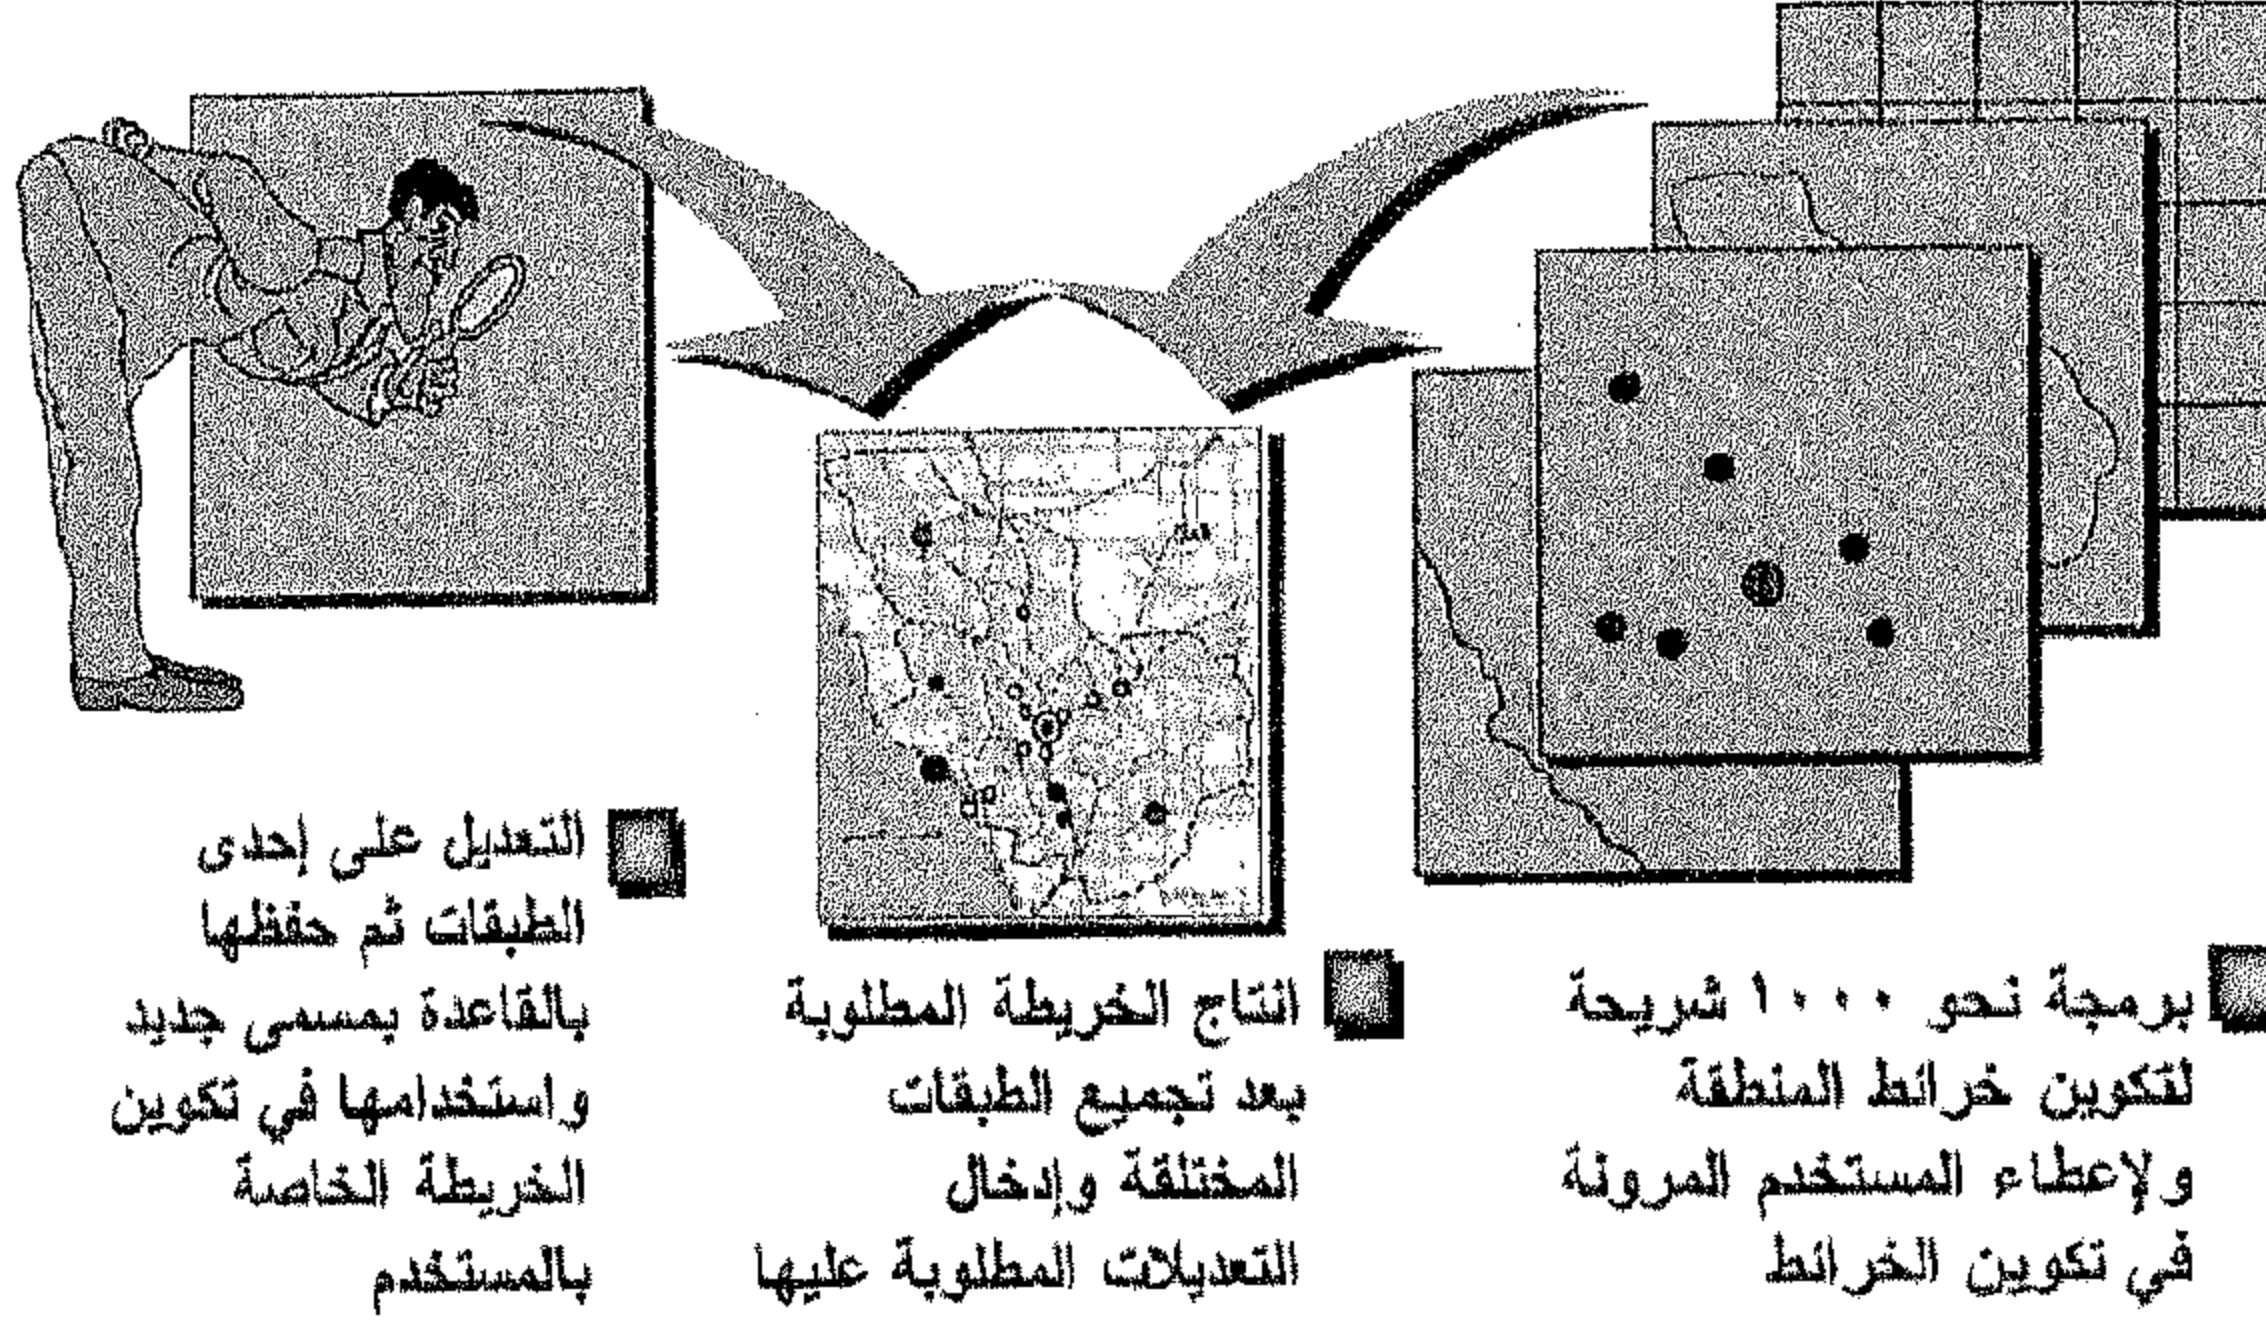 برمجة نحو ١٠٠٠ شريحة
لتكوين خرائط المنطقة
ولإعطاء المستخدم المرونة
في تكوين الخرائط
انتاج الخريطة المطلوبة
بعد تجميع الطبقات
المختلفة وإدخال
التعديلات المطلوبة عليها
التعديل على إحدى
الطبقات ثم حفظها
بالقاعدة بمسمى جديد
واستخدامها في تكوين
الخريطة الخاصة
بالمستخدم